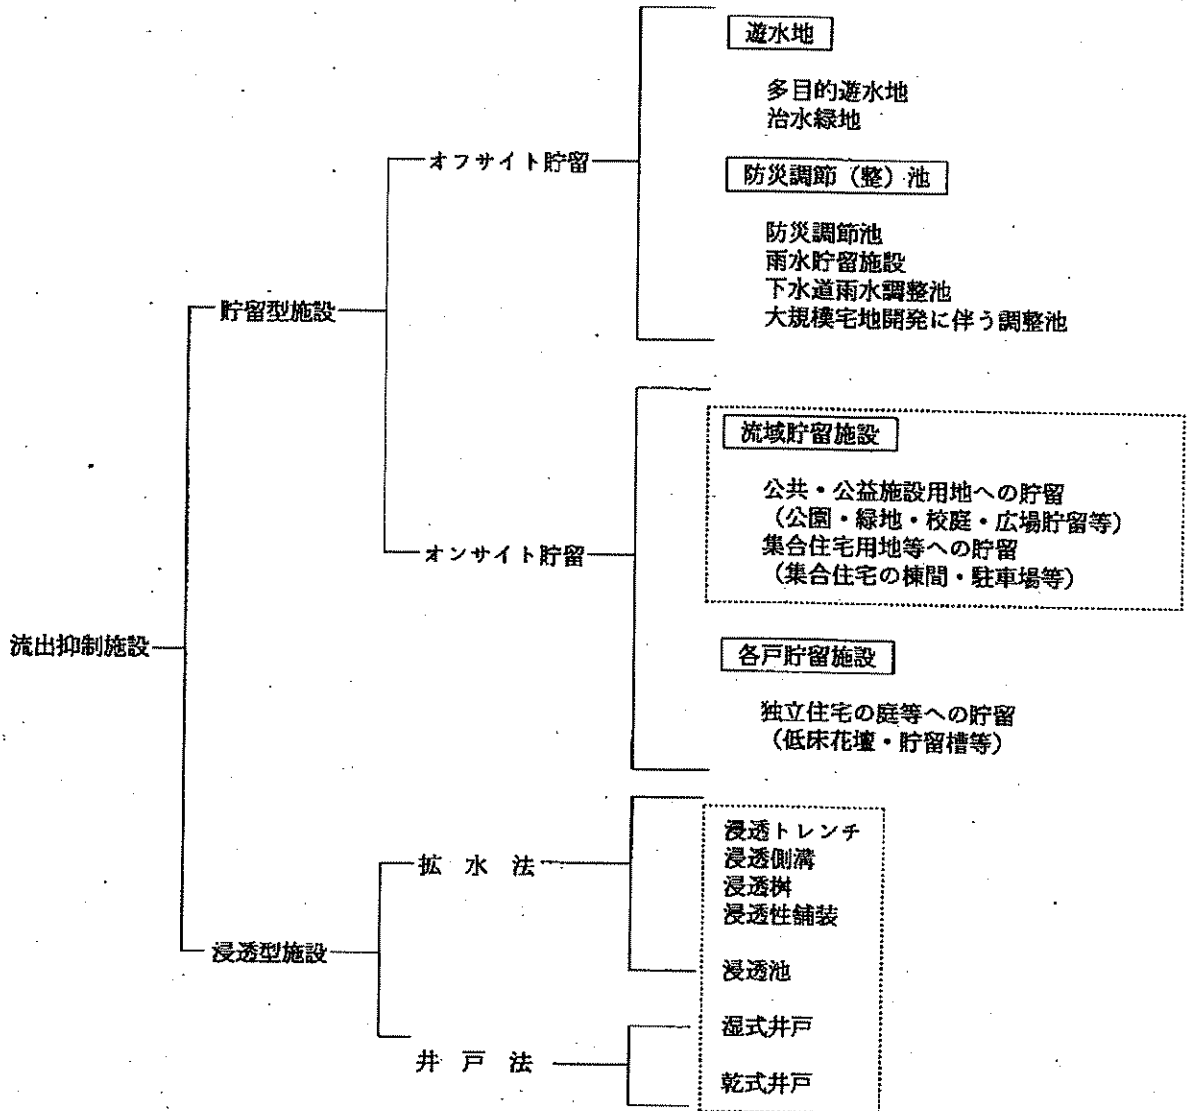 遊水地
多目的遊水地
治水緑地
オフサイト貯留
防災調節（整）池
防災調節池
雨水貯留施設
下水道雨水調整池
大規模宅地開発に伴う調整池
貯留型施設
流域貯留施設
公共・公益施設用地への貯留
（公園・緑地・校庭・広場貯留等）
集合住宅用地等への貯留
（集合住宅の棟間・駐車場等）
オンサイト貯留
流出抑制施設
各戸貯留施設
独立住宅の庭等への貯留
（低床花壇・貯留槽等）
浸透トレンチ
浸透側溝
浸透桝
浸透性舗装
拡水法
浸透型施設
浸透池
湿式井戸
井戸法
乾式井戸